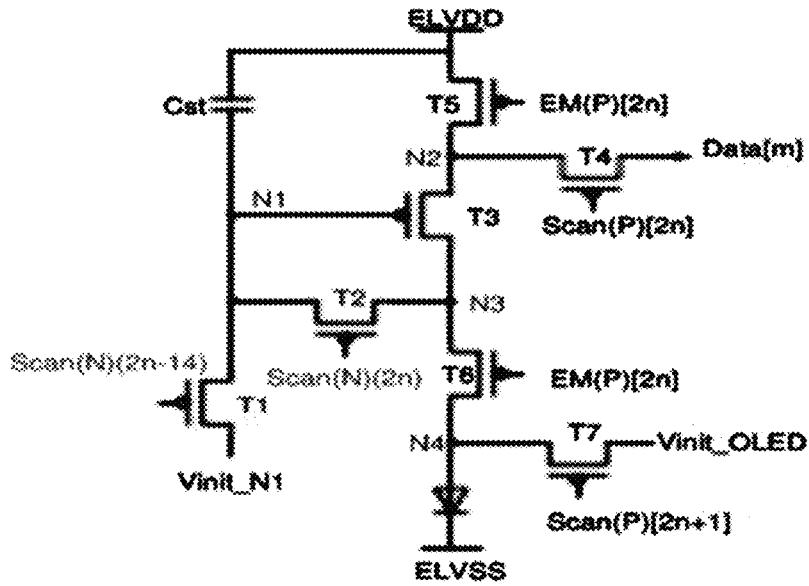 ELVDD
Cst
T5
EM(P)[2n]
N2
T4
Data[m]
N1
T3
Scan(P)[2n]
T2
N3
Scan(N)(2n-14)
Scan(N)(2n)
T6
EM(P)[2n]
T1
N4
T7
Vinit_OLED
Vinit_N1
Scan(P)[2n+1]
ELVSS